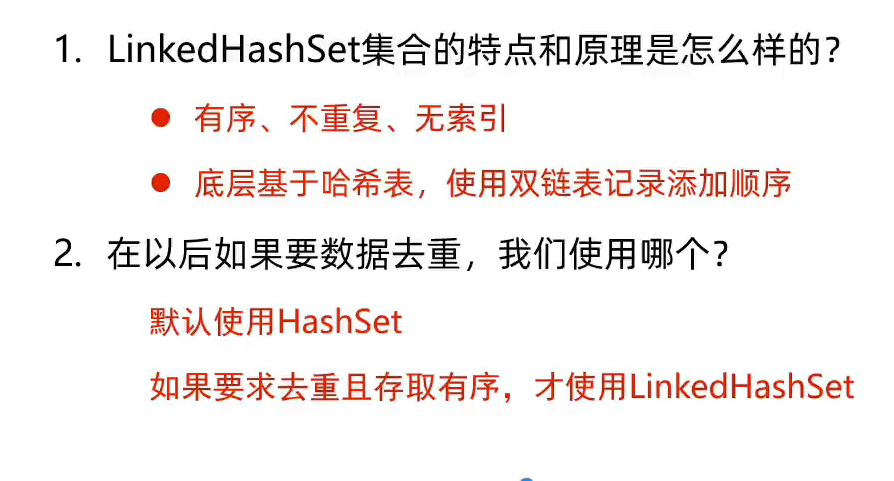 1. LinkedHashSet集合的特点和原理是怎么样的？
● 有序、不重复、无索引
● 底层基于哈希表，使用双链表记录添加顺序
2. 在以后如果要数据去重，我们使用哪个？
默认使用HashSet
如果要求去重且存取有序，才使用LinkedHashSet